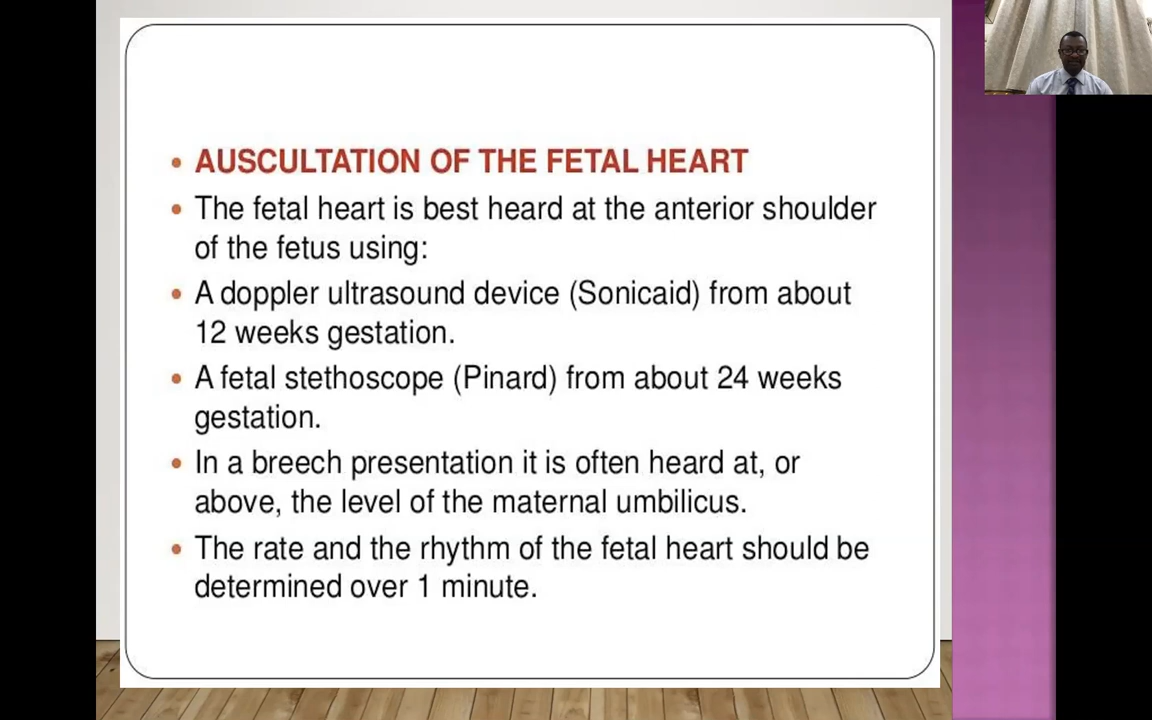 • AUSCULTATION OF THE FETAL HEART
• The fetal heart is best heard at the anterior shoulder
of the fetus using:
• A doppler ultrasound device (Sonicaid) from about
12 weeks gestation.
• A fetal stethoscope (Pinard) from about 24 weeks
gestation.
• In a breech presentation it is often heard at, or
above, the level of the maternal umbilicus.
• The rate and the rhythm of the fetal heart should be
determined over 1 minute.